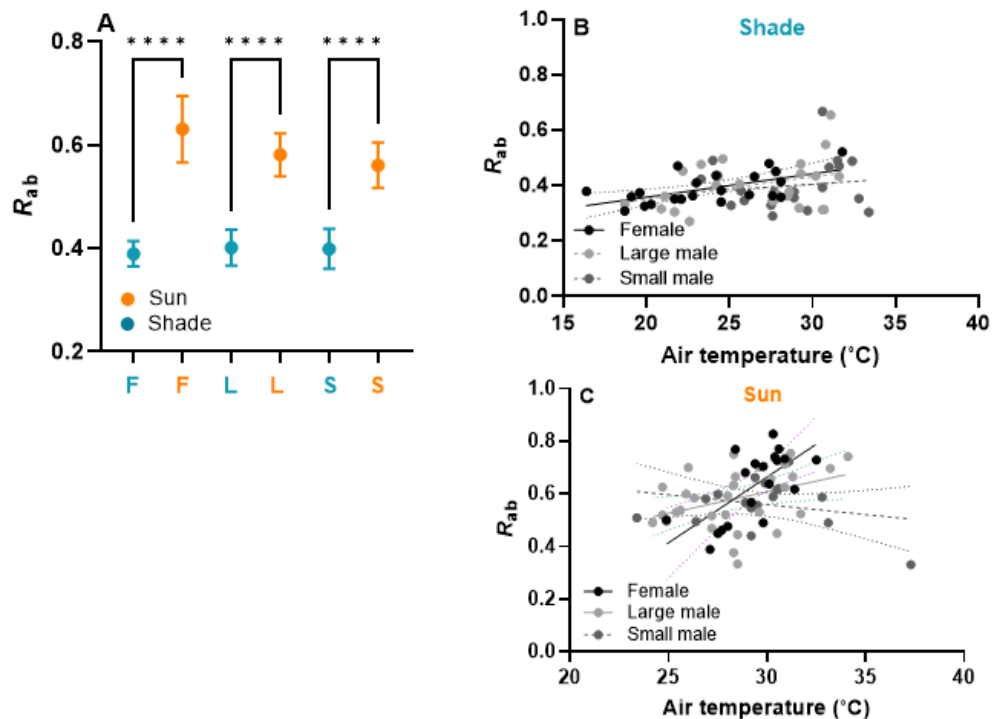 A
* * * * * * * * * * * *
0.8
0.6
0.4
0.2
Rab
Sun
Shade
F F L L S S
B
Shade
1.0
0.8
0.6
0.4
0.2
0.0
Rab
Female
Large male
Small male
15 20 25 30 35 40
Air temperature (°C)
C
Sun
1.0
0.8
0.6
0.4
0.2
0.0
Rab
Female
Large male
Small male
20 25 30 35 40
Air temperature (°C)